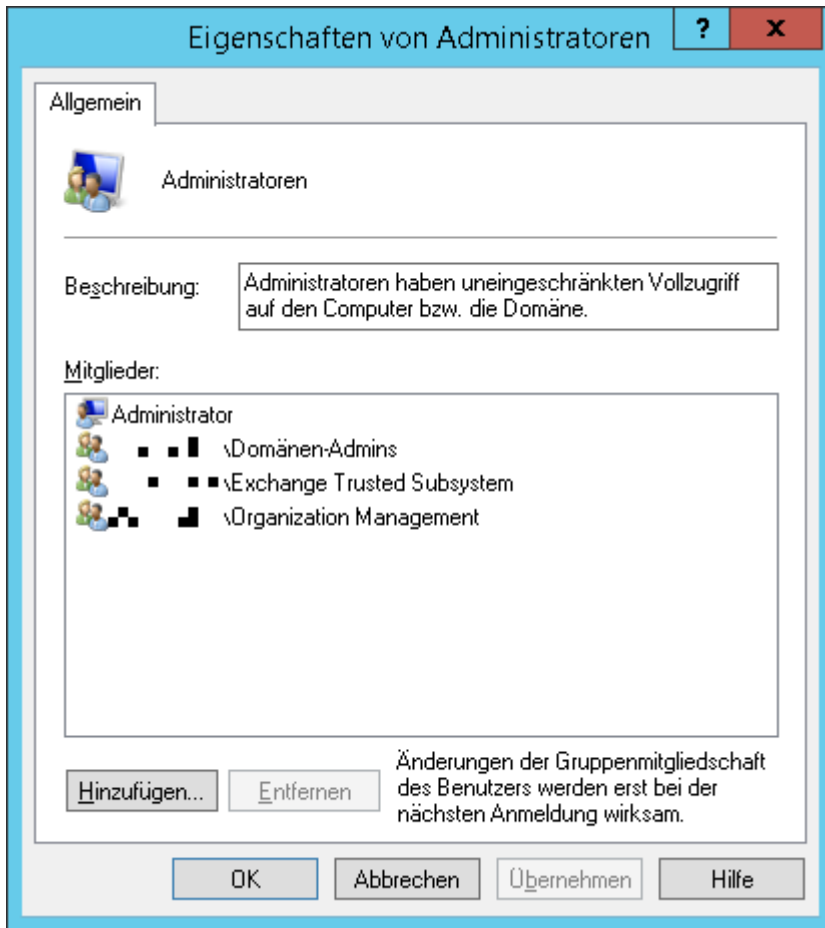 Eigenschaften von Administratoren
?
x
Allgemein
Administratoren
Beschreibung:
Administratoren haben uneingeschränkten Vollzugriff
auf den Computer bzw. die Domäne.
Mitglieder:
Administrator
\Domänen-Admins
\Exchange Trusted Subsystem
\Organization Management
Hinzufügen...
Entfernen
Änderungen der Gruppenmitgliedschaft
des Benutzers werden erst bei der
nächsten Anmeldung wirksam.
OK
Abbrechen
Übernehmen
Hilfe